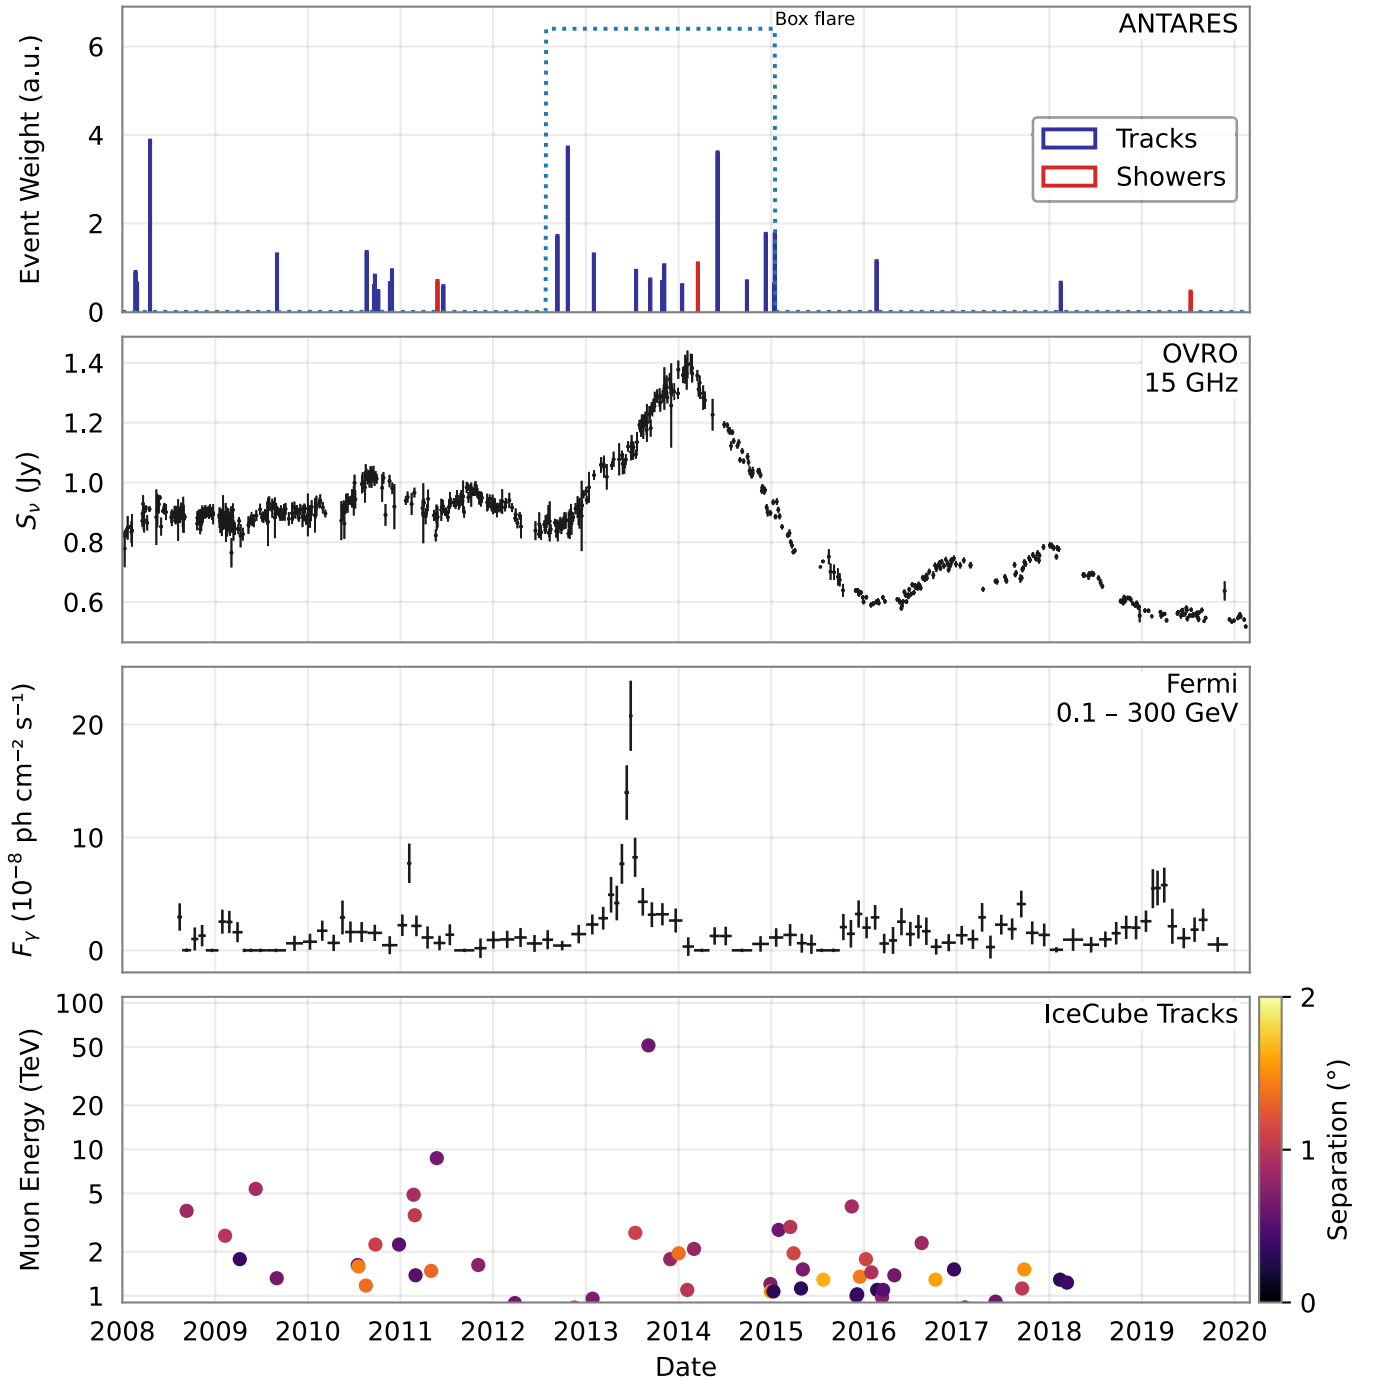 Box flare
ANTARES
Event Weight (a.u.)
6
4
2
0
Tracks
Showers
OVRO
15 GHz
Sν (Jy)
1.4
1.2
1.0
0.8
0.6
Fermi
0.1 – 300 GeV
Fγ (10⁻⁸ ph cm⁻² s⁻¹)
20
10
0
IceCube Tracks
Muon Energy (TeV)
100
50
20
10
5
2
1
2
1
0
Separation (°)
2008 2009 2010 2011 2012 2013 2014 2015 2016 2017 2018 2019 2020
Date